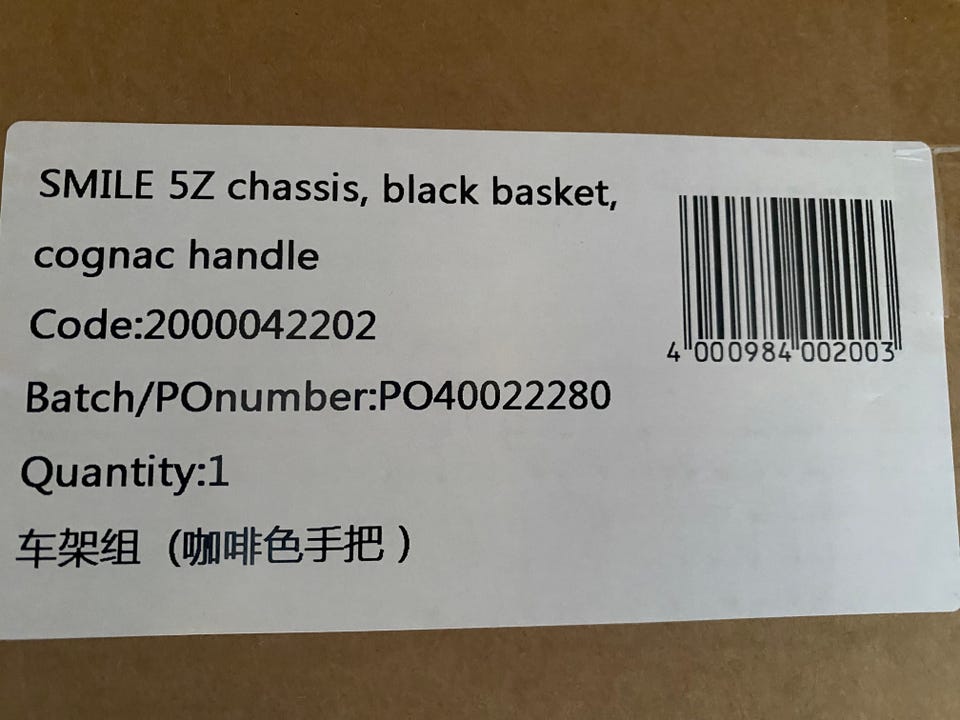 SMILE 5Z chassis, black basket,
cognac handle
Code:2000042202
Batch/POnumber:PO40022280
Quantity:1
车架组 (咖啡色手把 )
4 000984 002003